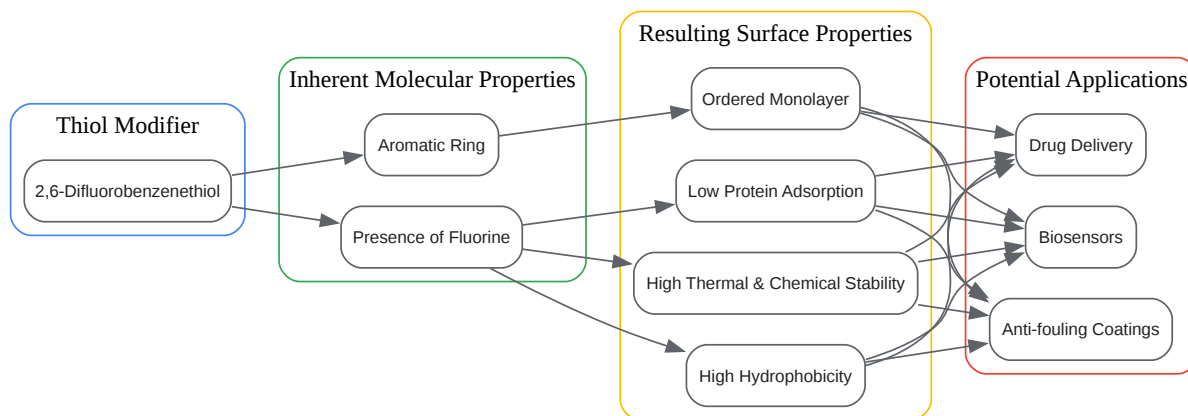 Thiol Modifier
2,6-Difluorobenzenethiol
Inherent Molecular Properties
Aromatic Ring
Presence of Fluorine
Resulting Surface Properties
Ordered Monolayer
Low Protein Adsorption
High Thermal & Chemical Stability
High Hydrophobicity
Potential Applications
Drug Delivery
Biosensors
Anti-fouling Coatings